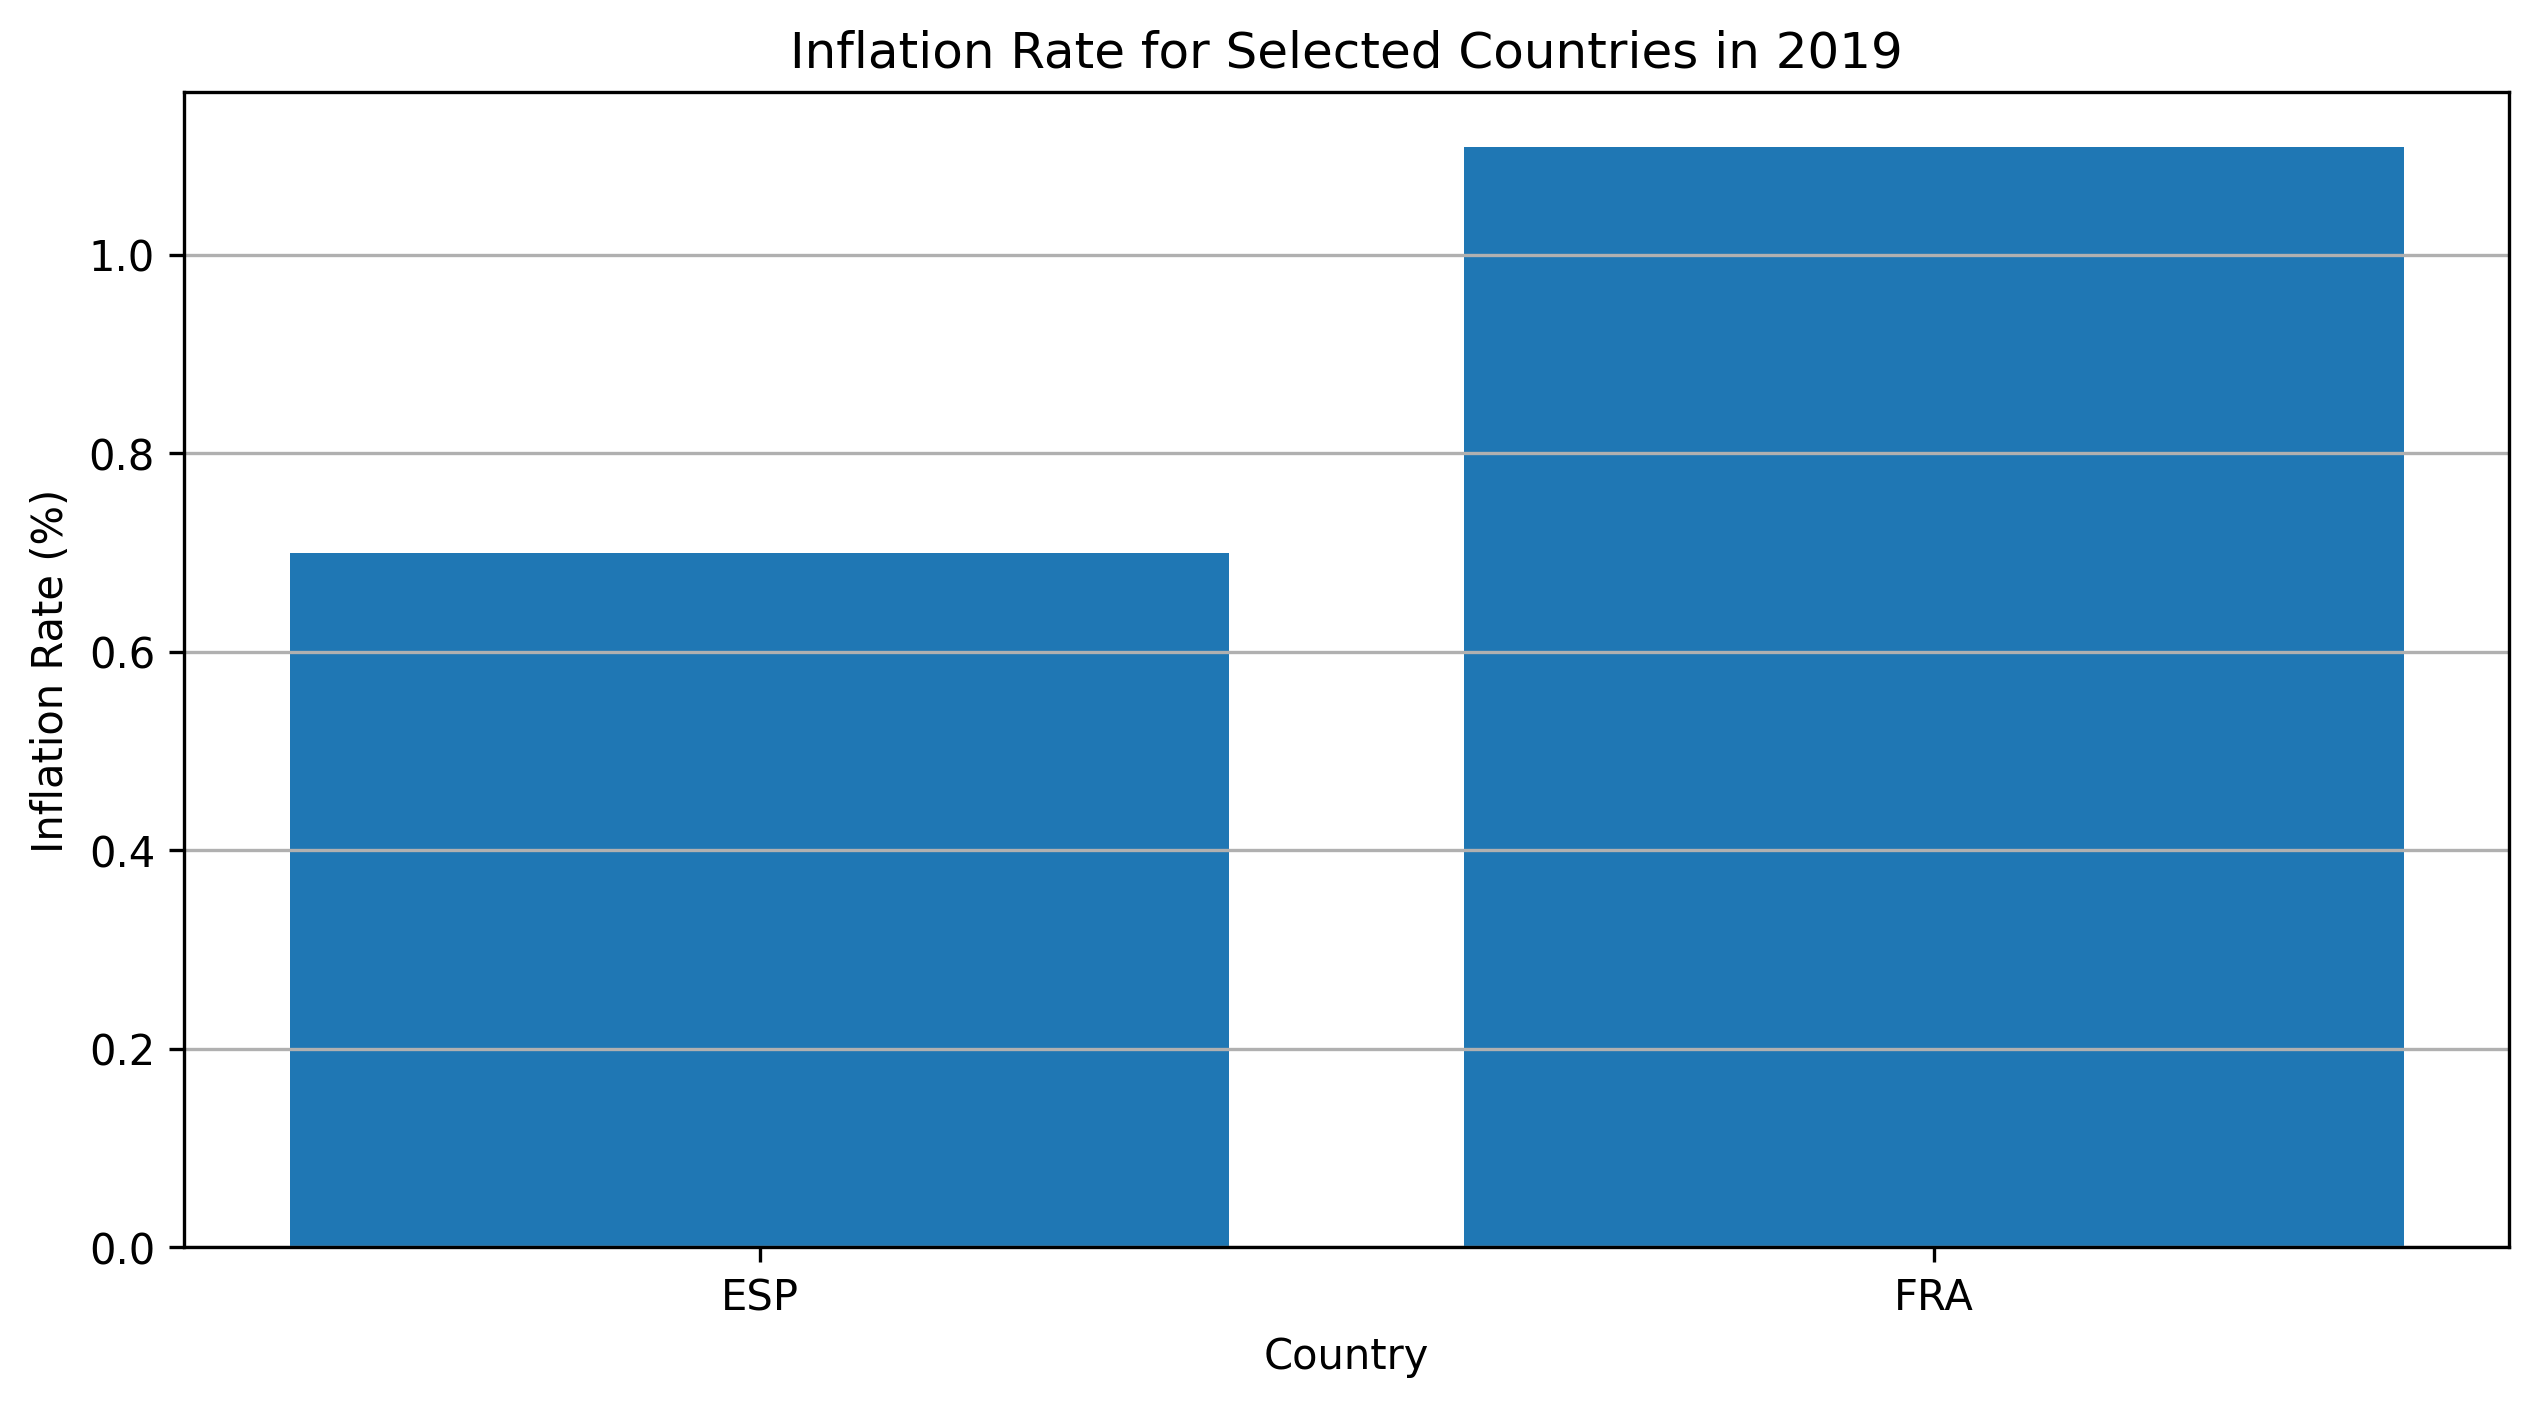 Inflation Rate for Selected Countries in 2019
Inflation Rate (%)
1.0
0.8
0.6
0.4
0.2
0.0
ESP
FRA
Country